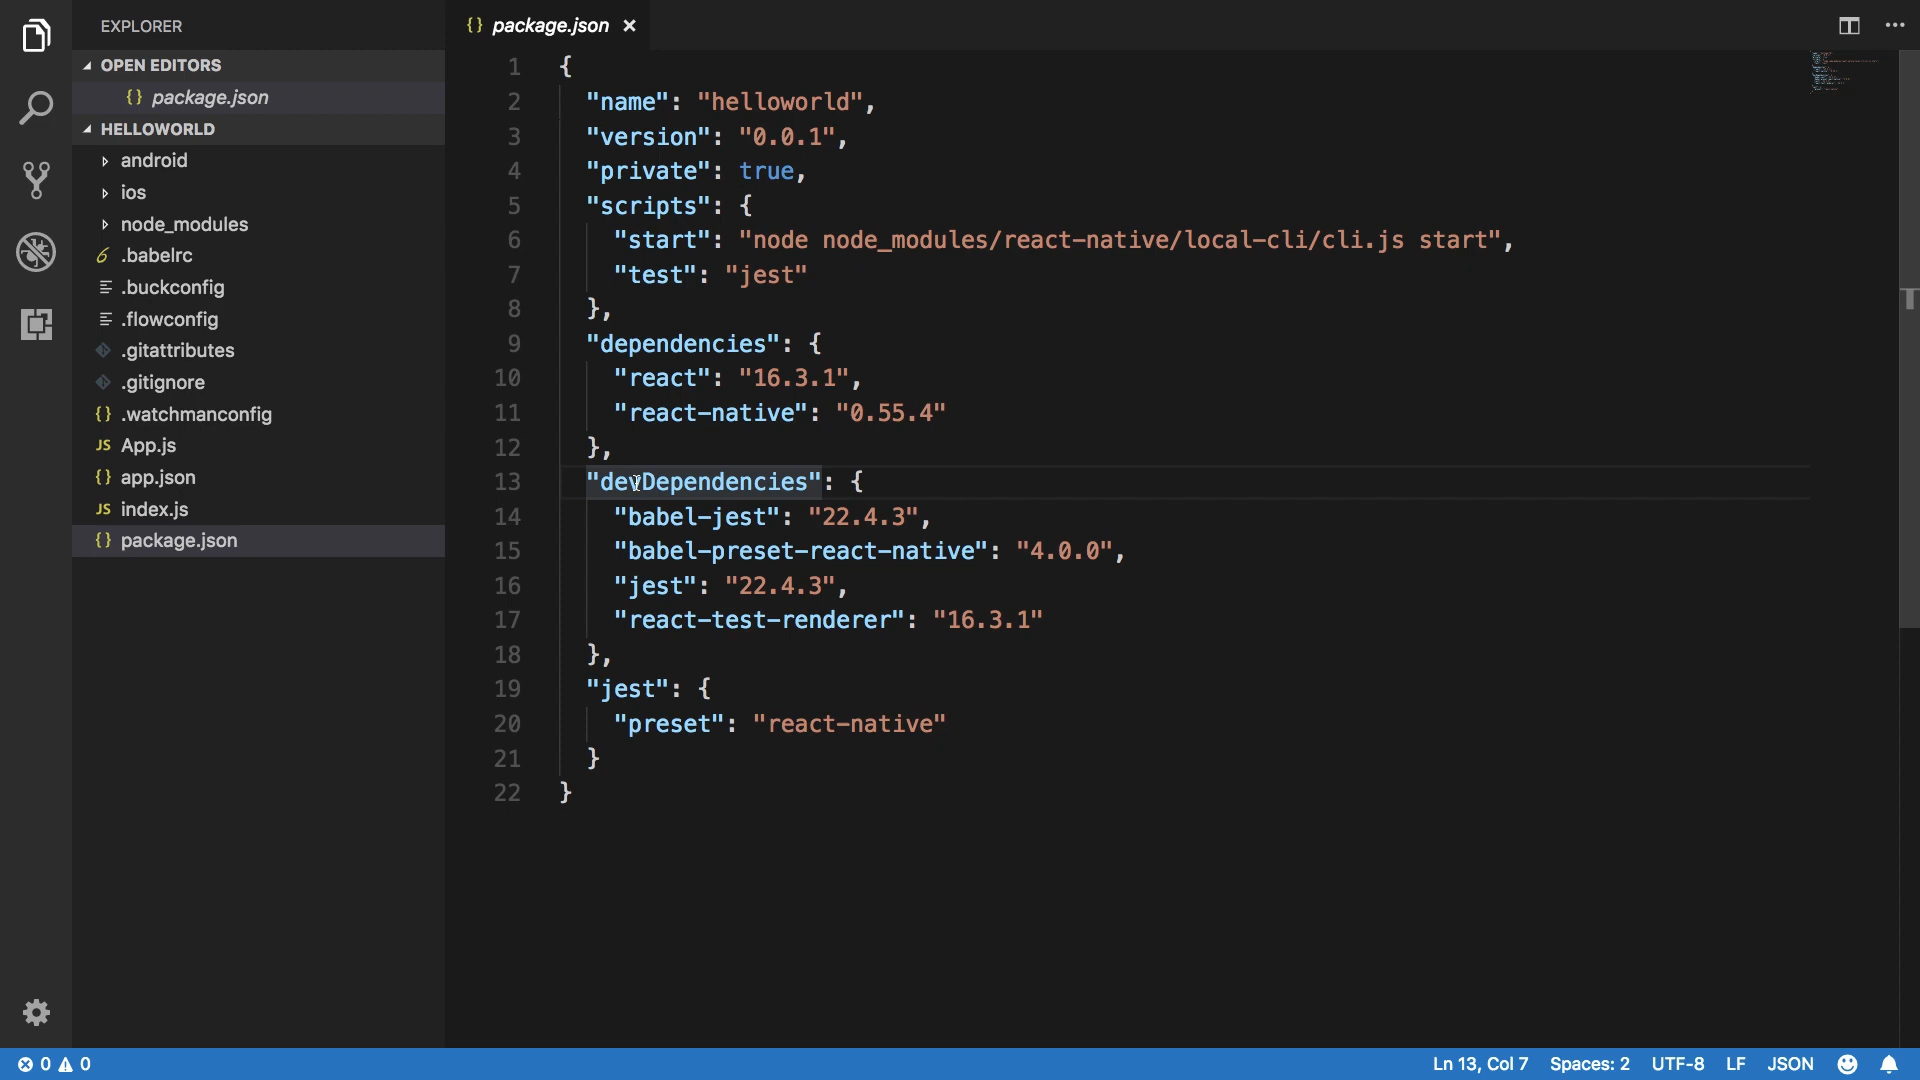 EXPLORER
OPEN EDITORS
{} package.json
HELLOWORLD
android
ios
node_modules
.babelrc
.buckconfig
.flowconfig
.gitattributes
.gitignore
{} .watchmanconfig
JS App.js
{} app.json
JS index.js
{} package.json
{} package.json ×
1 {
2 "name": "helloworld",
3 "version": "0.0.1",
4 "private": true,
5 "scripts": {
6 "start": "node node_modules/react-native/local-cli/cli.js start",
7 "test": "jest"
8 },
9 "dependencies": {
10 "react": "16.3.1",
11 "react-native": "0.55.4"
12 },
13 "devDependencies": {
14 "babel-jest": "22.4.3",
15 "babel-preset-react-native": "4.0.0",
16 "jest": "22.4.3",
17 "react-test-renderer": "16.3.1"
18 },
19 "jest": {
20 "preset": "react-native"
21 }
22 }
0 0 Ln 13, Col 7 Spaces: 2 UTF-8 LF JSON